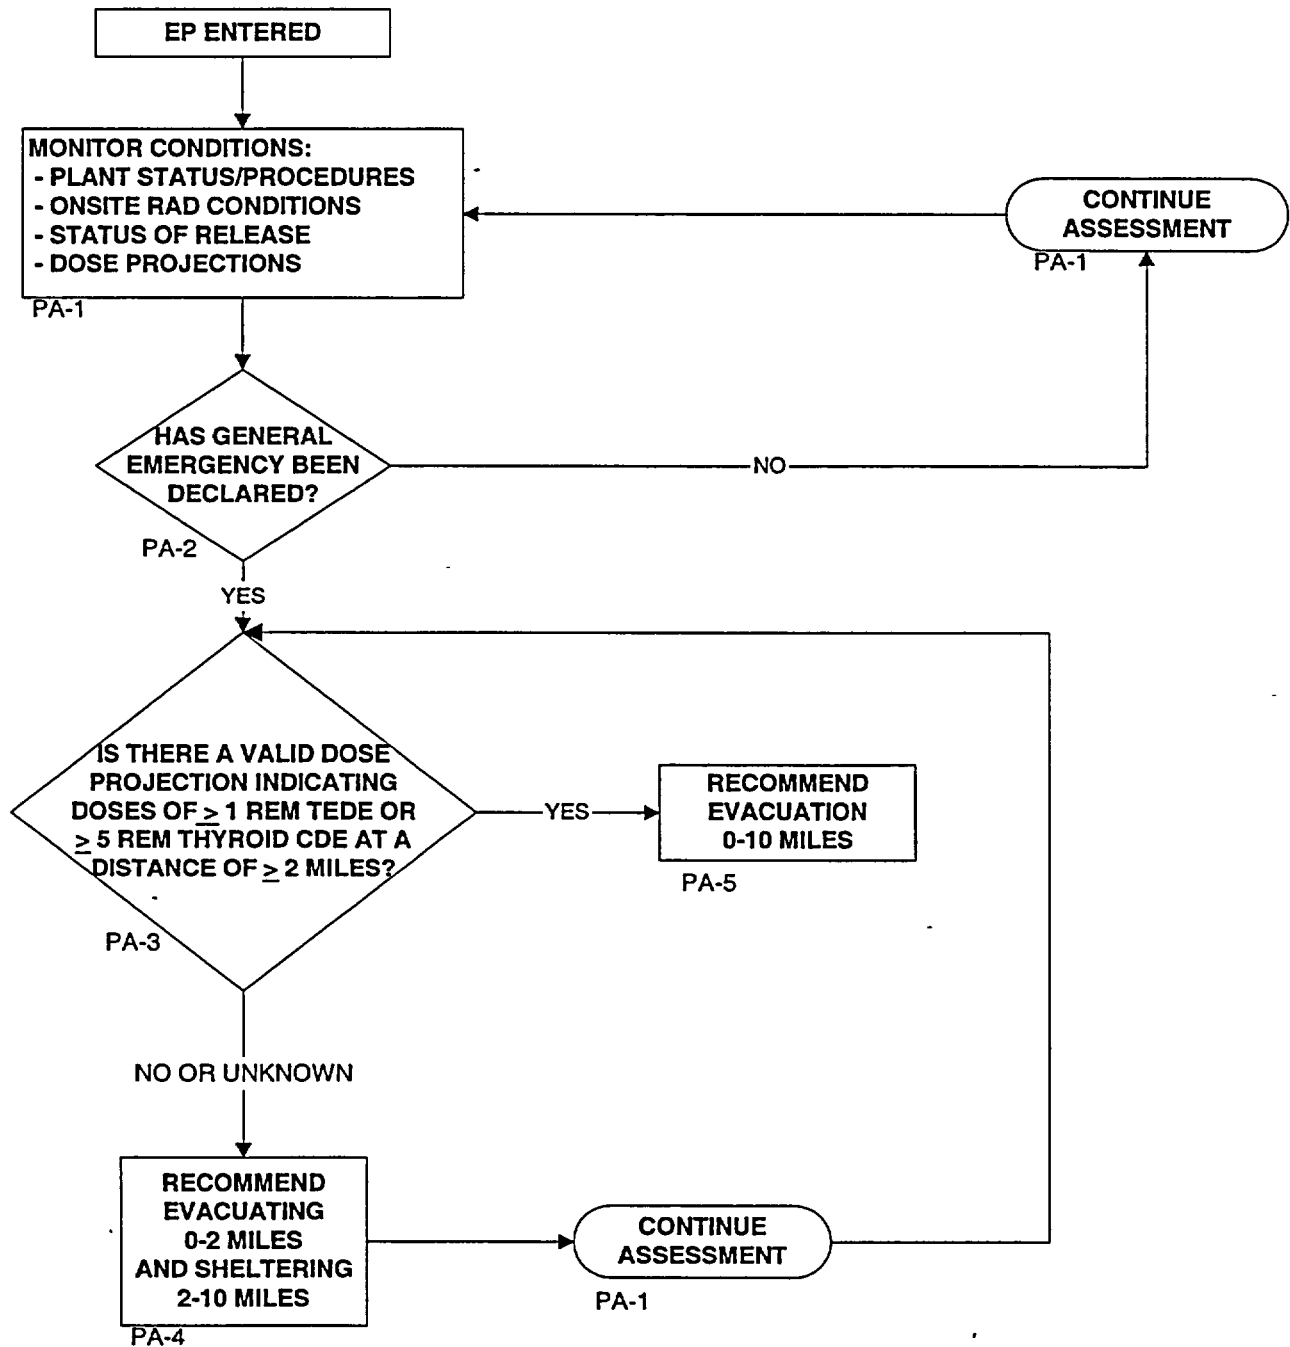 EP ENTERED
MONITOR CONDITIONS:
- PLANT STATUS/PROCEDURES
- ONSITE RAD CONDITIONS
- STATUS OF RELEASE
- DOSE PROJECTIONS
PA-1
CONTINUE
ASSESSMENT
PA-1
HAS GENERAL
EMERGENCY BEEN
DECLARED?
NO
PA-2
YES
IS THERE A VALID DOSE
PROJECTION INDICATING
DOSES OF ≥ 1 REM TEDE OR
≥ 5 REM THYROID CDE AT A
DISTANCE OF ≥ 2 MILES?
YES
RECOMMEND
EVACUATION
0-10 MILES
PA-5
PA-3
NO OR UNKNOWN
RECOMMEND
EVACUATING
0-2 MILES
AND SHELTERING
2-10 MILES
PA-4
CONTINUE
ASSESSMENT
PA-1